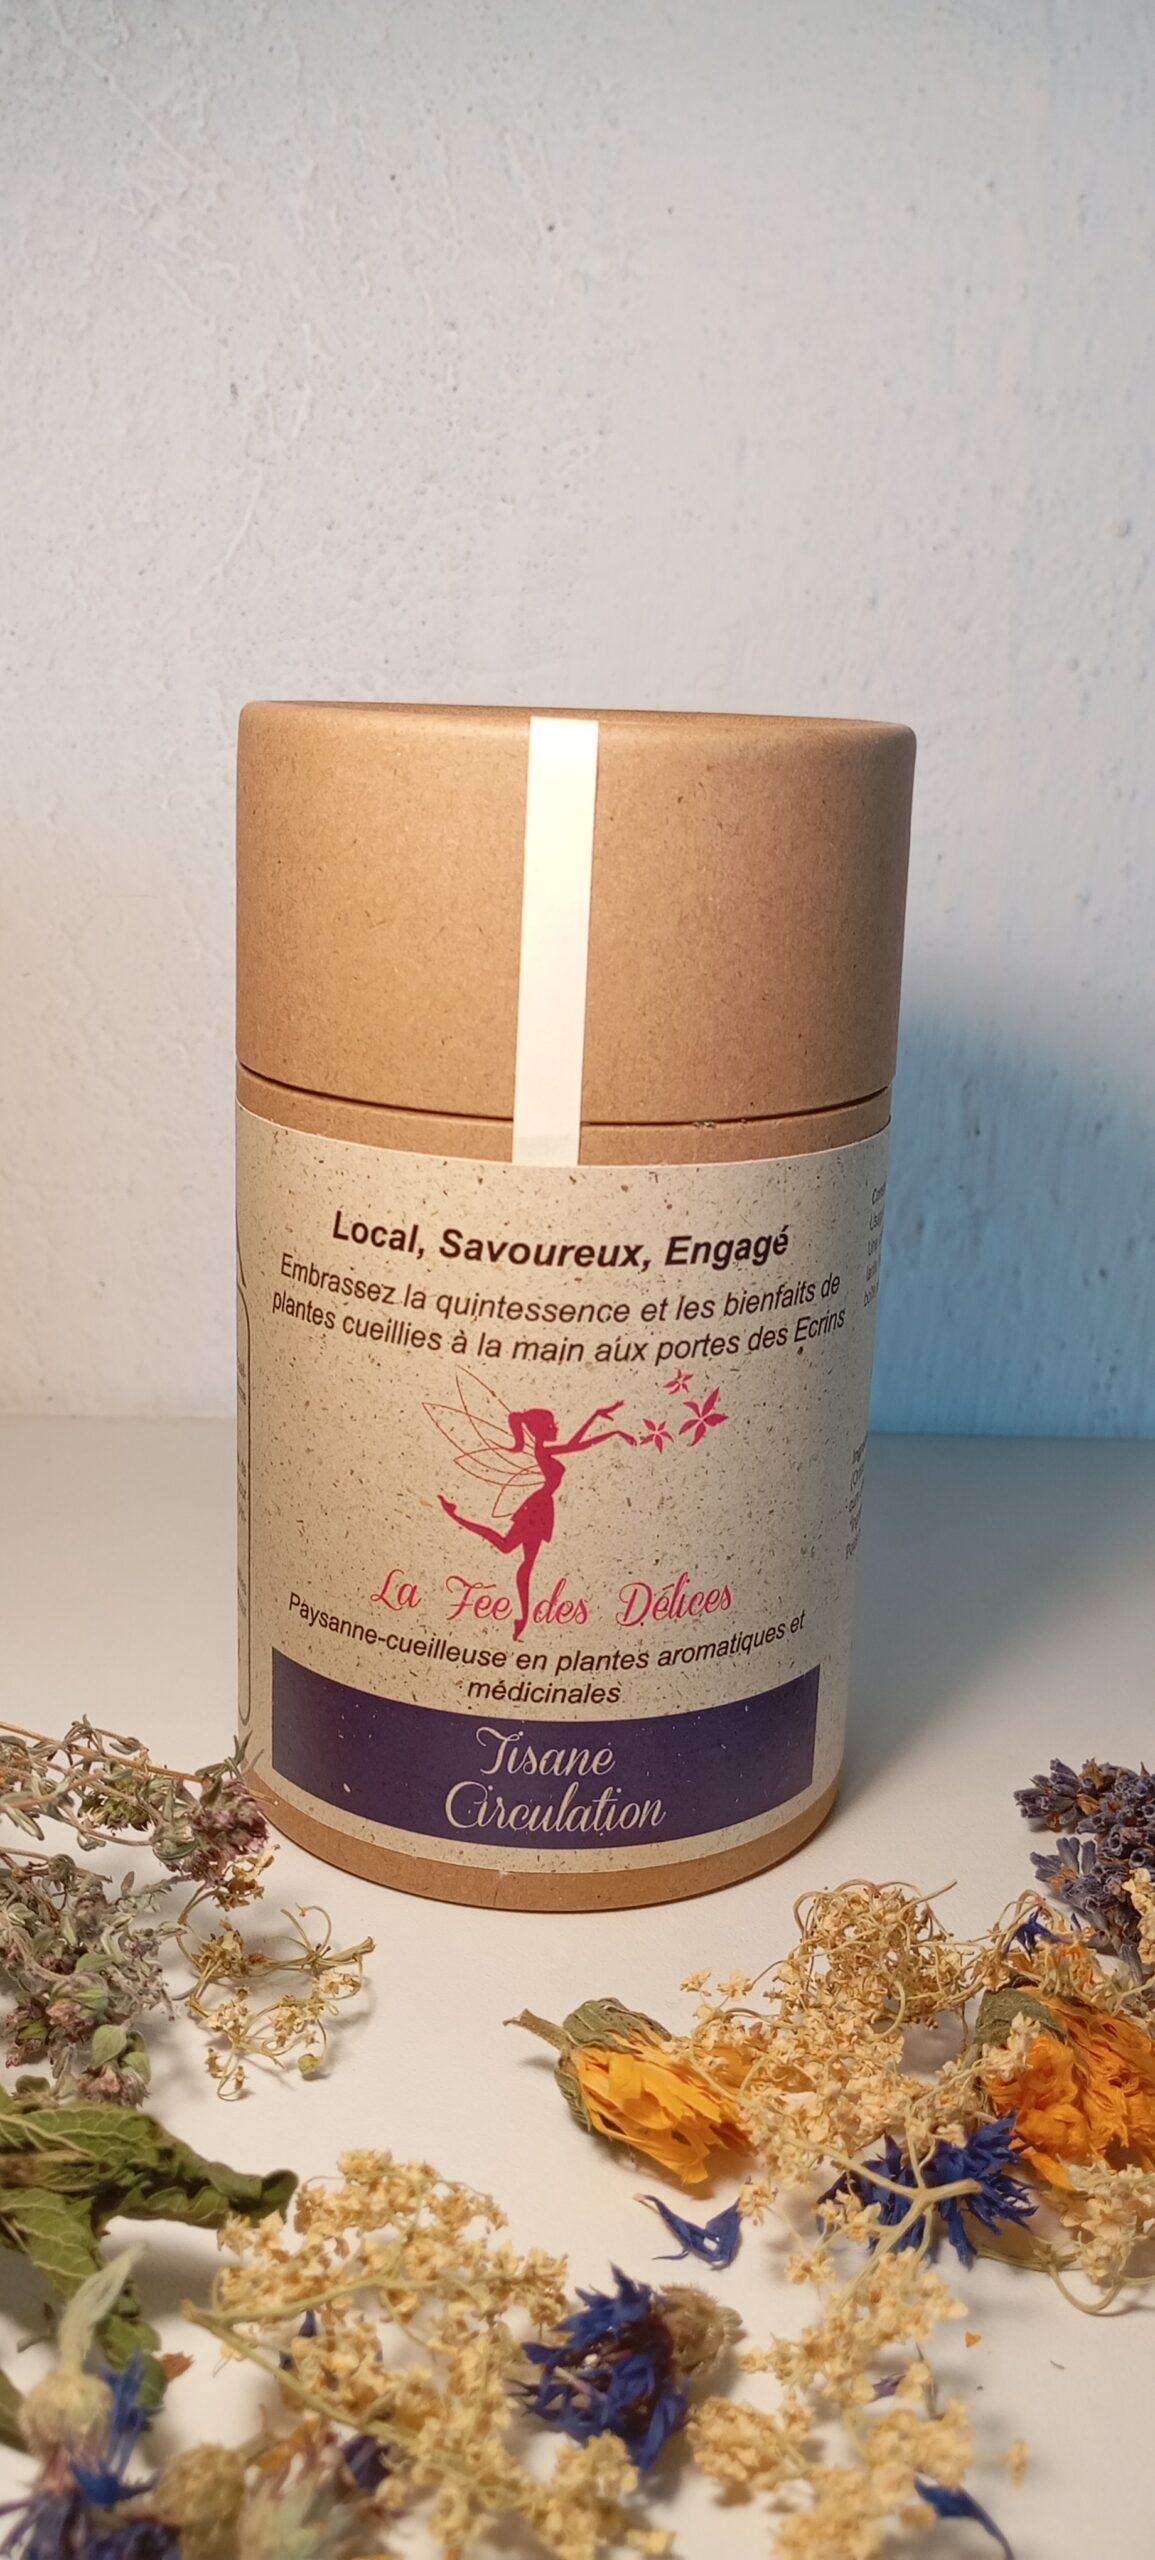 Local, Savoureux, Engagé
Embrassez la quintessence et les bienfaits de
plantes cueillies à la main aux portes des Ecrins
La Fée des Délices
Paysanne-cueilleuse en plantes aromatiques et
médicinales
Tisane
Circulation